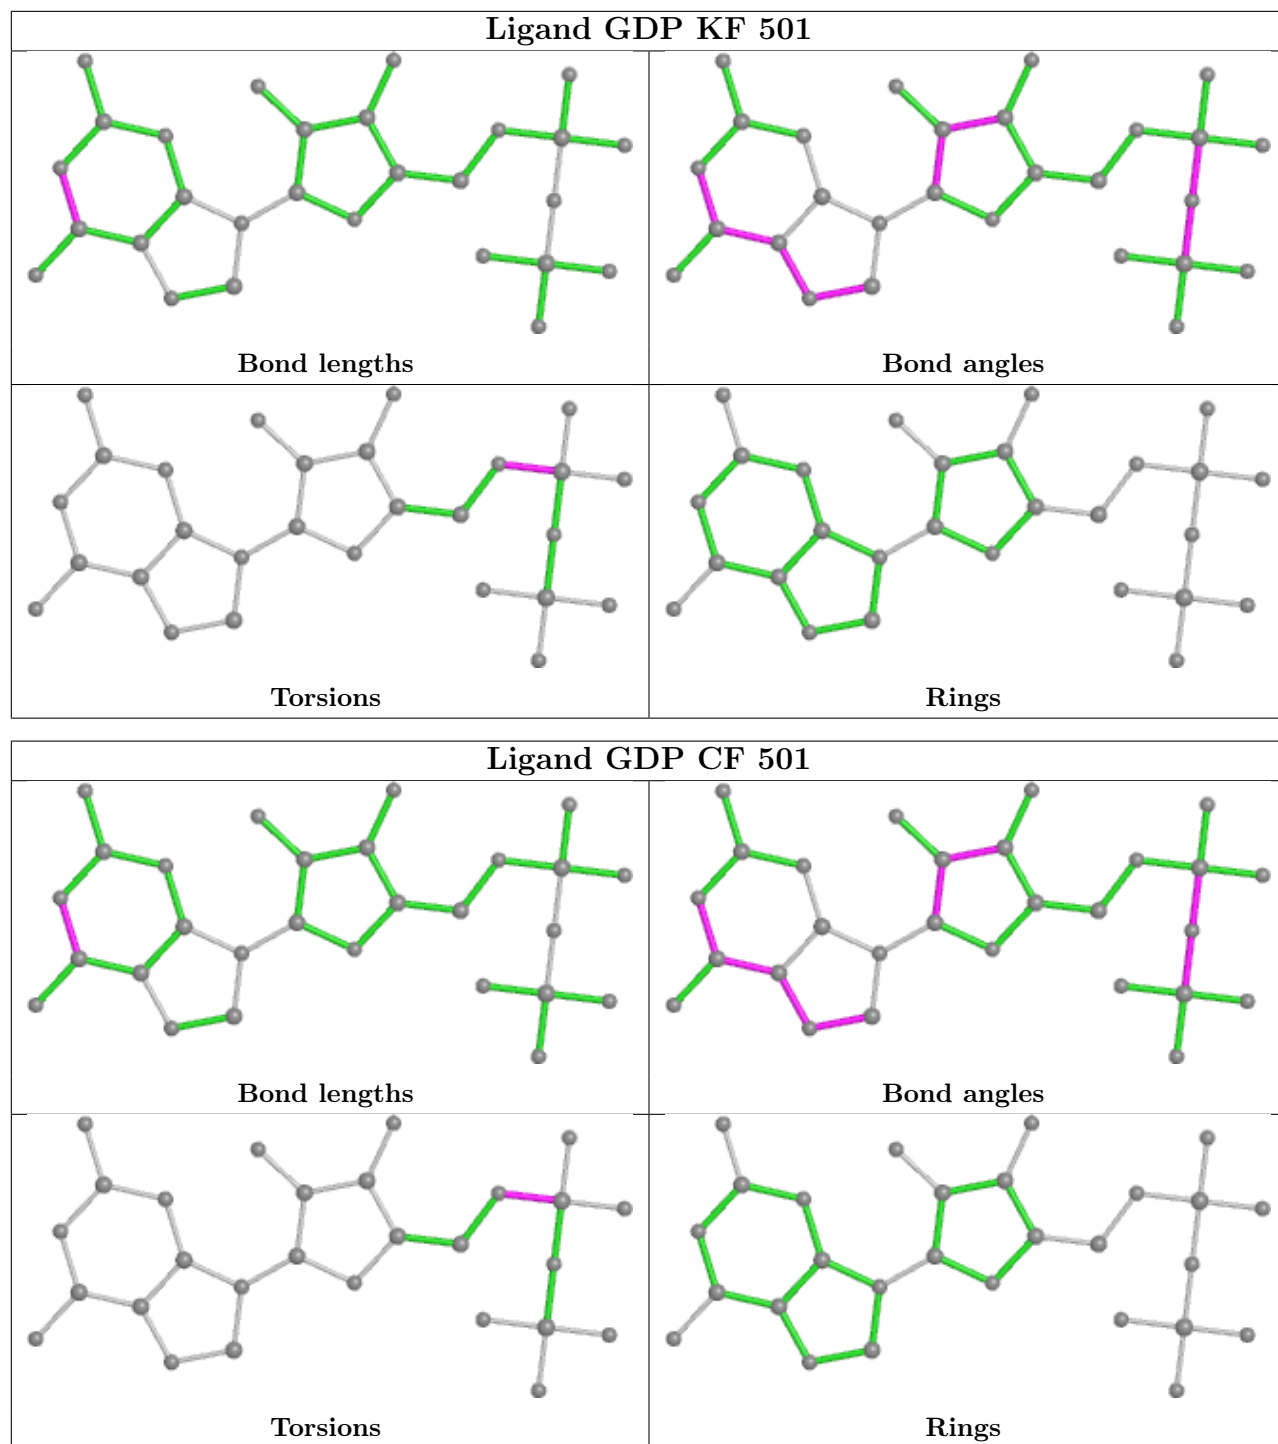 Ligand GDP KF 501
Bond lengths
Bond angles
Torsions
Rings
Ligand GDP CF 501
Bond lengths
Bond angles
Torsions
Rings